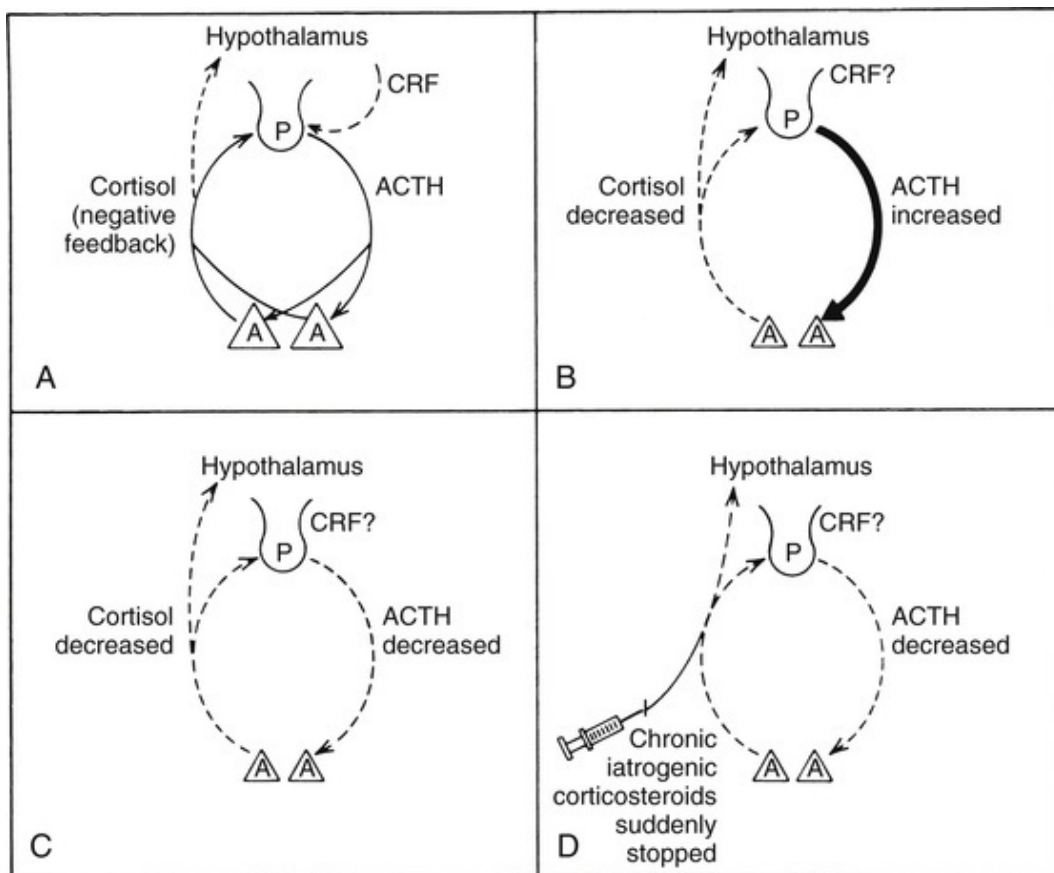 Hypothalamus
CRF
P
Cortisol
(negative
feedback)
ACTH
A A
A
Hypothalamus
CRF?
P
Cortisol
decreased
ACTH
increased
A A
B
Hypothalamus
CRF?
P
Cortisol
decreased
ACTH
decreased
A A
C
Hypothalamus
CRF?
P
ACTH
decreased
Chronic
iatrogenic
corticosteroids
suddenly
stopped
A A
D